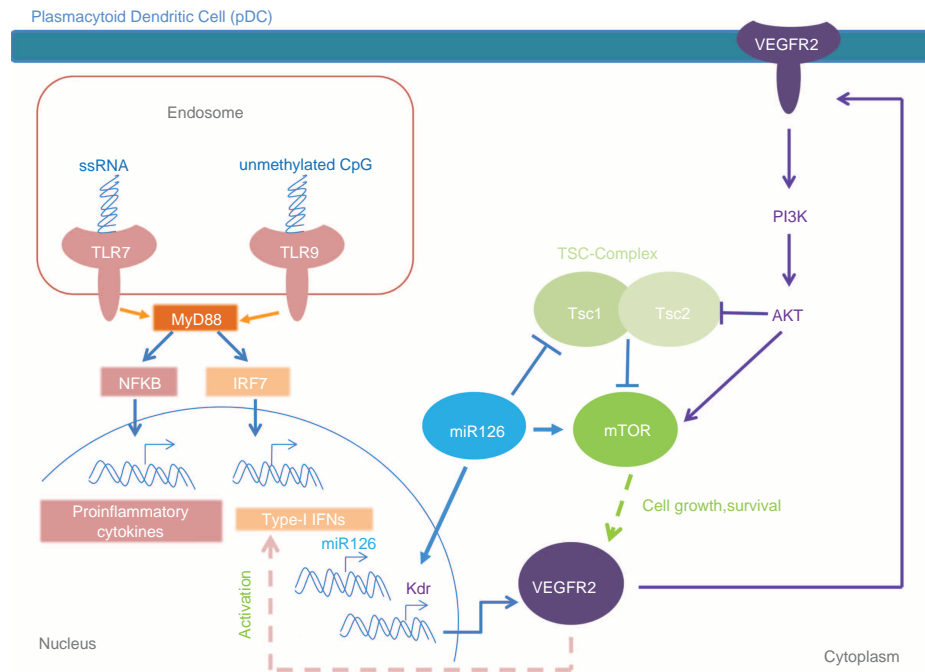 Plasmacytoid Dendritic Cell (pDC)
VEGFR2
Endosome
ssRNA
unmethylated CpG
TLR7
TLR9
PI3K
TSC-Complex
Tsc1
Tsc2
AKT
MyD88
NFKB
IRF7
miR126
mTOR
Proinflammatory
cytokines
Type-I IFNs
Cell growth,survival
miR126
Activation
Kdr
VEGFR2
Nucleus
Cytoplasm